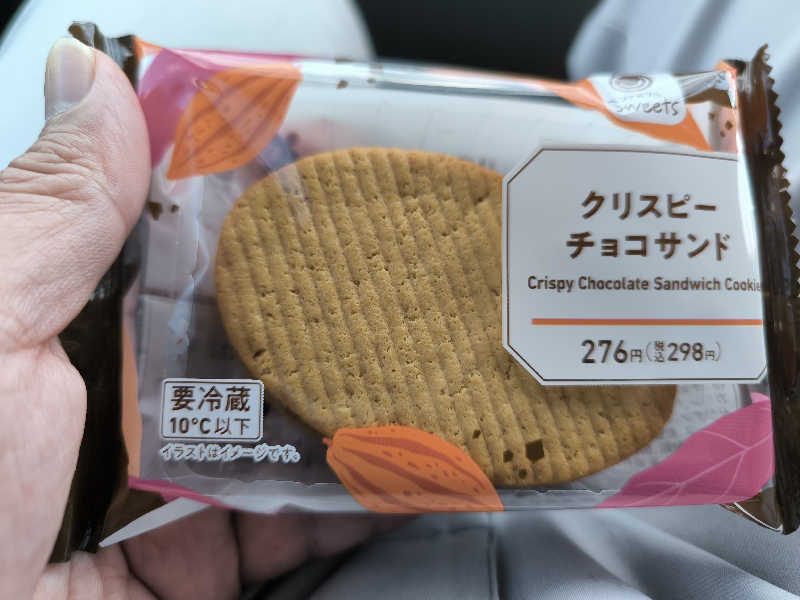 Sweets
クリスピー
チョコサンド
Crispy Chocolate Sandwich Cookie
276円(税込298円)
要冷蔵
10°C以下
イラストはイメージです。